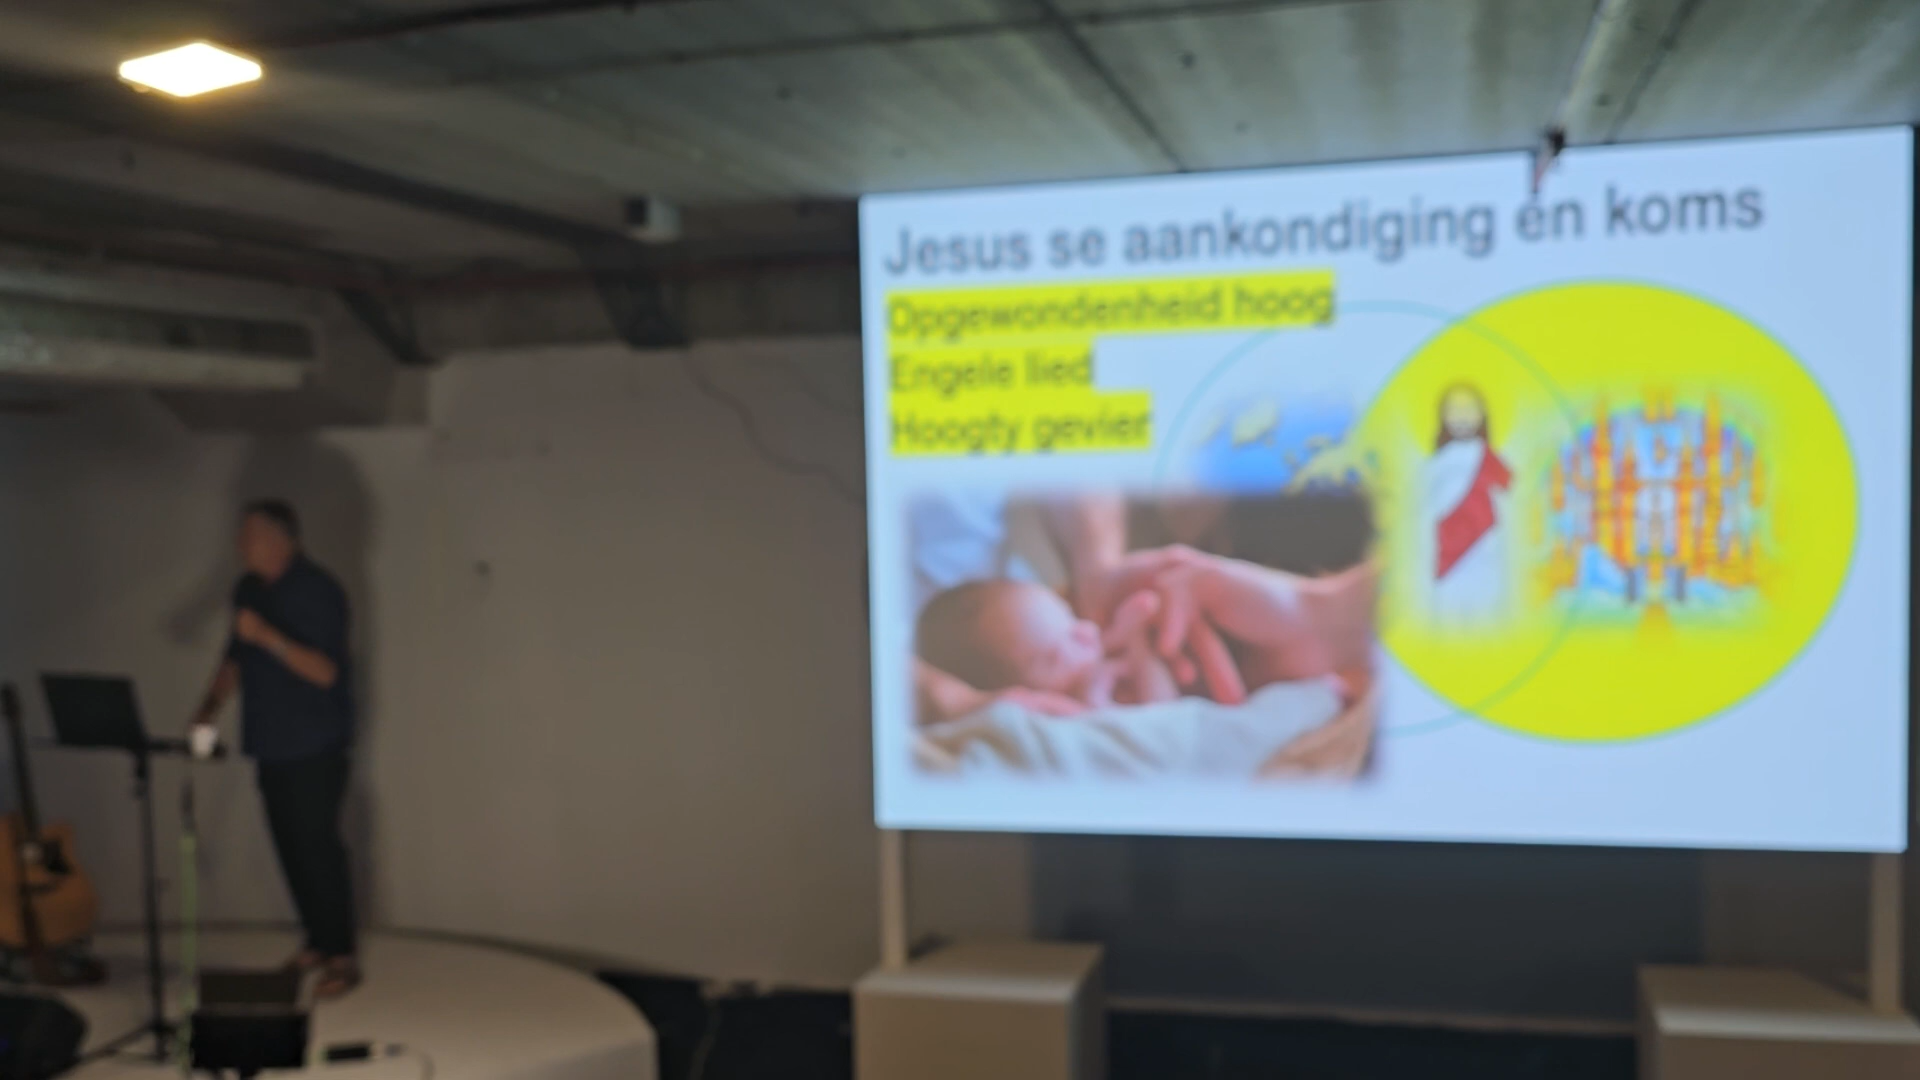 Jesus se aankondiging en koms
Opgewondenheid hoog
Engele lied
Hoogty gevier